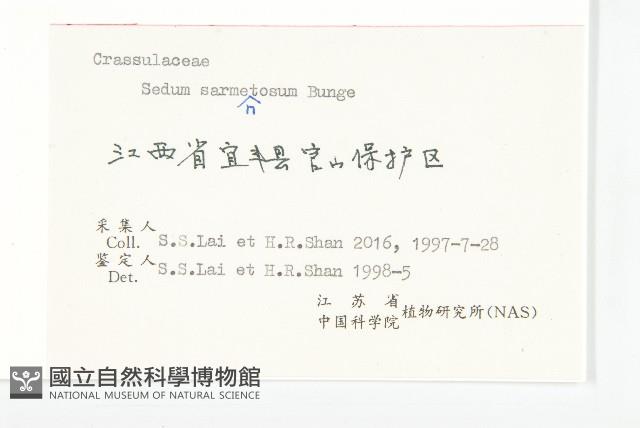 Crassulaceae
Sedum sarmetosum Bunge
n
江西省宜丰县官山保护区
采集人
Coll. S.S.Lai et H.R.Shan 2016, 1997-7-28
鉴定人
Det. S.S.Lai et H.R.Shan 1998-5
江苏省
中国科学院 植物研究所(NAS)
國立自然科學博物館
NATIONAL MUSEUM OF NATURAL SCIENCE